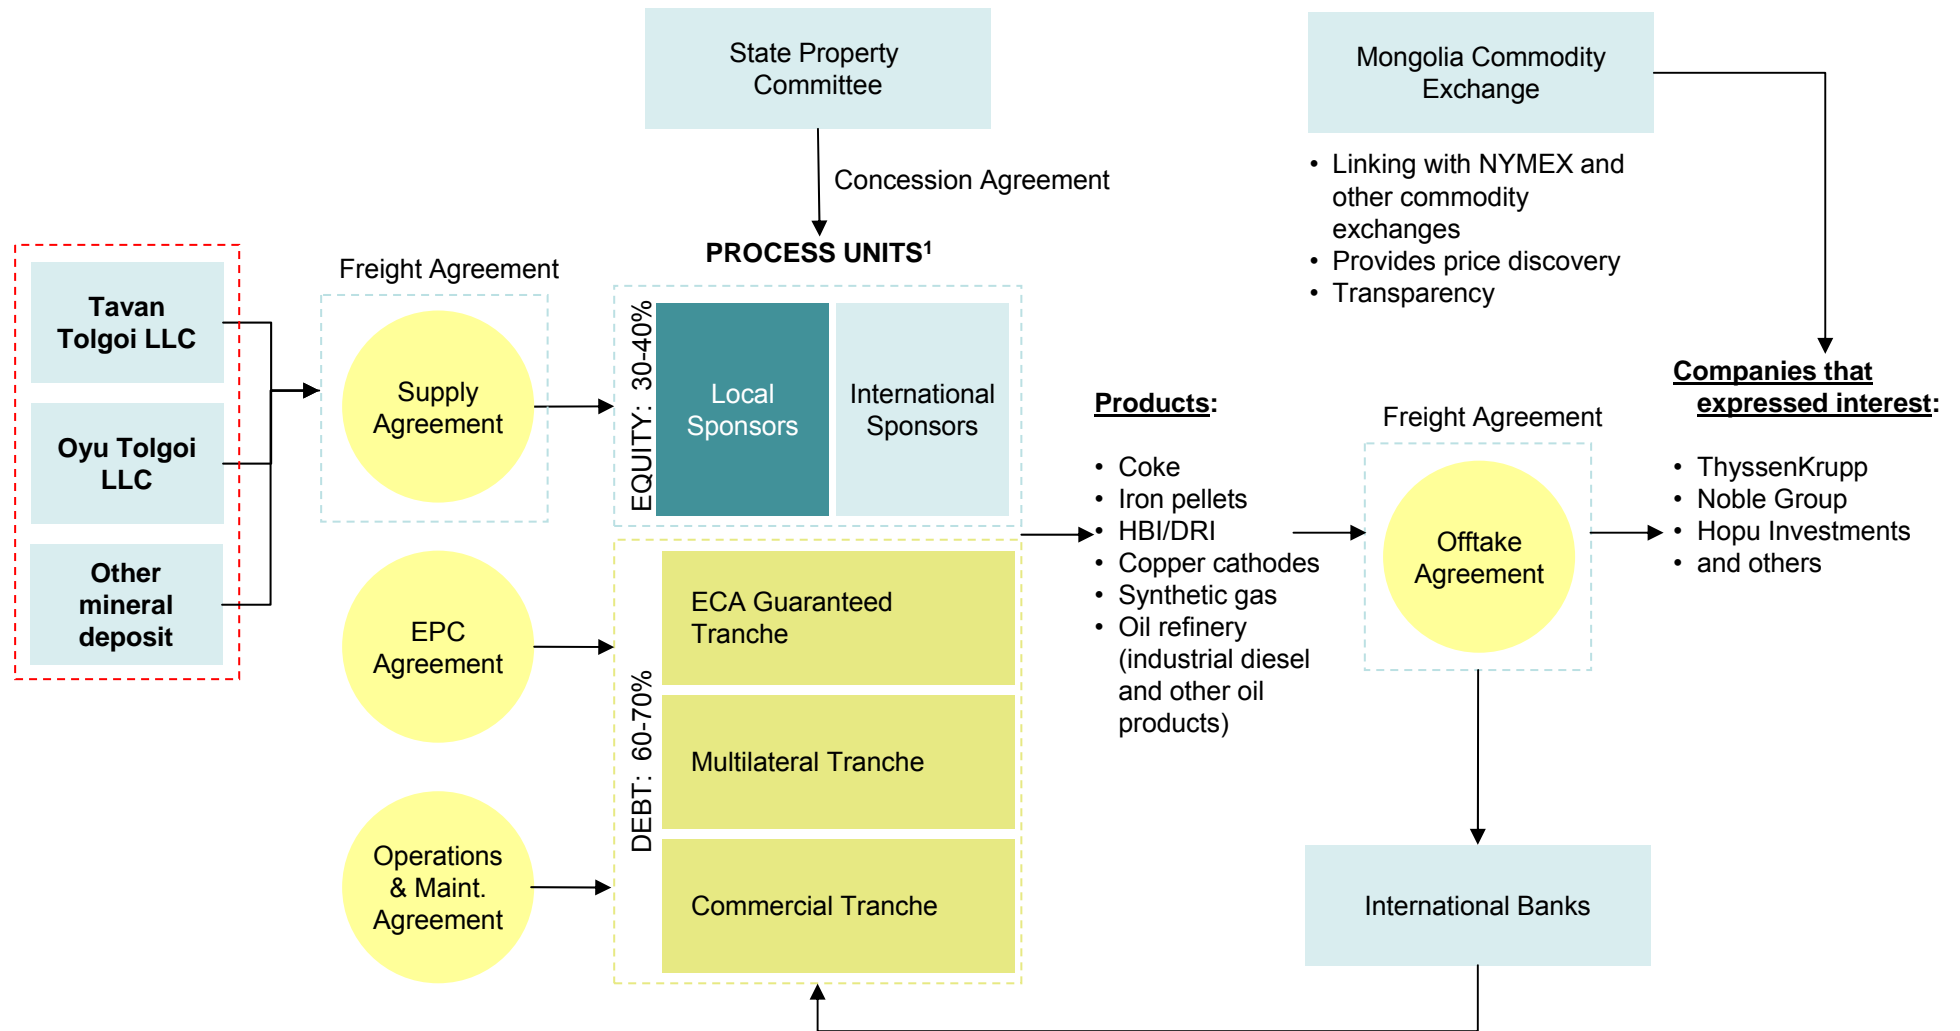 State Property
Committee
Mongolia Commodity
Exchange
Concession Agreement
• Linking with NYMEX and
other commodity
exchanges
• Provides price discovery
• Transparency
Tavan
Tolgoi LLC
Oyu Tolgoi
LLC
Other
mineral
deposit
Freight Agreement
Supply
Agreement
EPC
Agreement
Operations
& Maint.
Agreement
PROCESS UNITS¹
EQUITY: 30-40%
Local
Sponsors
International
Sponsors
DEBT: 60-70%
ECA Guaranteed
Tranche
Multilateral Tranche
Commercial Tranche
Products:
• Coke
• Iron pellets
• HBI/DRI
• Copper cathodes
• Synthetic gas
• Oil refinery
(industrial diesel
and other oil
products)
Freight Agreement
Offtake
Agreement
Companies that
expressed interest:
• ThyssenKrupp
• Noble Group
• Hopu Investments
• and others
International Banks